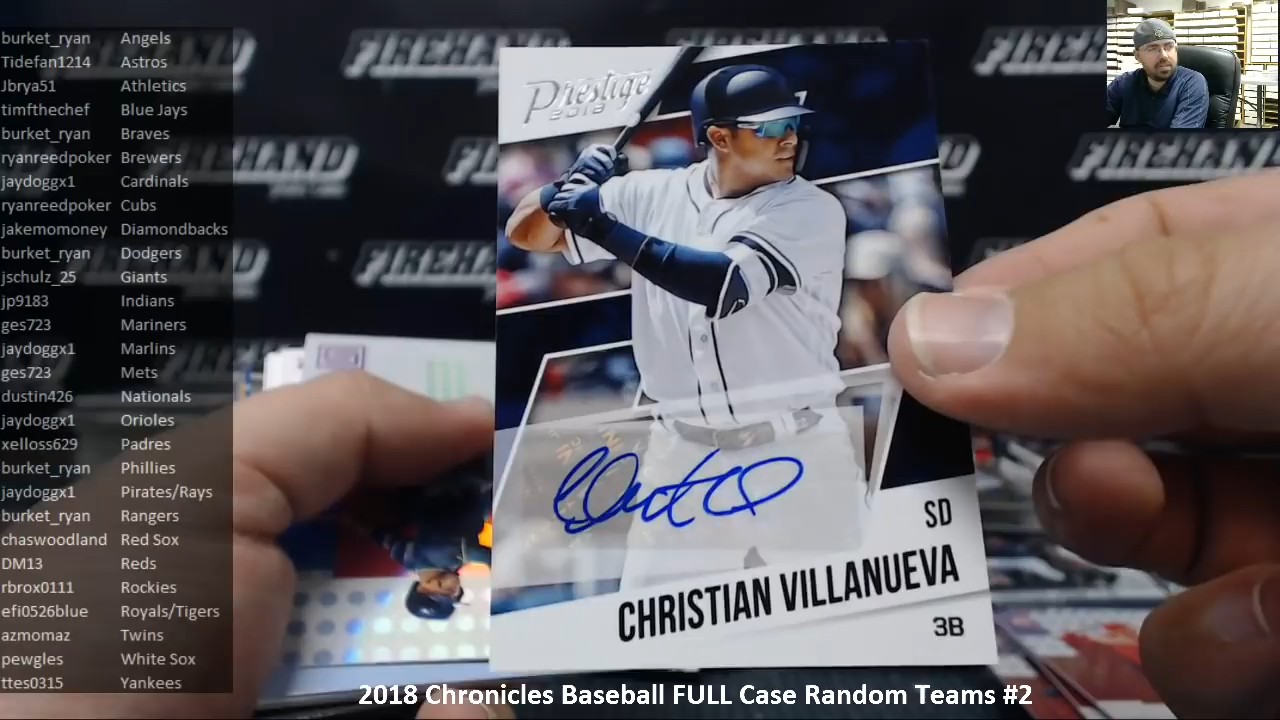 burket_ryan Angels
Tidefan1214 Astros
Jbrya51 Athletics
timfthechef Blue Jays
burket_ryan Braves
ryanreedpoker Brewers
jaydoggx1 Cardinals
ryanreedpoker Cubs
jakemomoney Diamondbacks
burket_ryan Dodgers
jschulz_25 Giants
jp9183 Indians
ges723 Mariners
jaydoggx1 Marlins
ges723 Mets
dustin426 Nationals
jaydoggx1 Orioles
xelloss629 Padres
burket_ryan Phillies
jaydoggx1 Pirates/Rays
burket_ryan Rangers
chaswoodland Red Sox
DM13 Reds
rbrox0111 Rockies
efi0526blue Royals/Tigers
azmomaz Twins
pewgles White Sox
ttes0315 Yankees
FIREHAND
FIREHAND
Prestige
2018
SD
CHRISTIAN VILLANUEVA
3B
2018 Chronicles Baseball FULL Case Random Teams #2